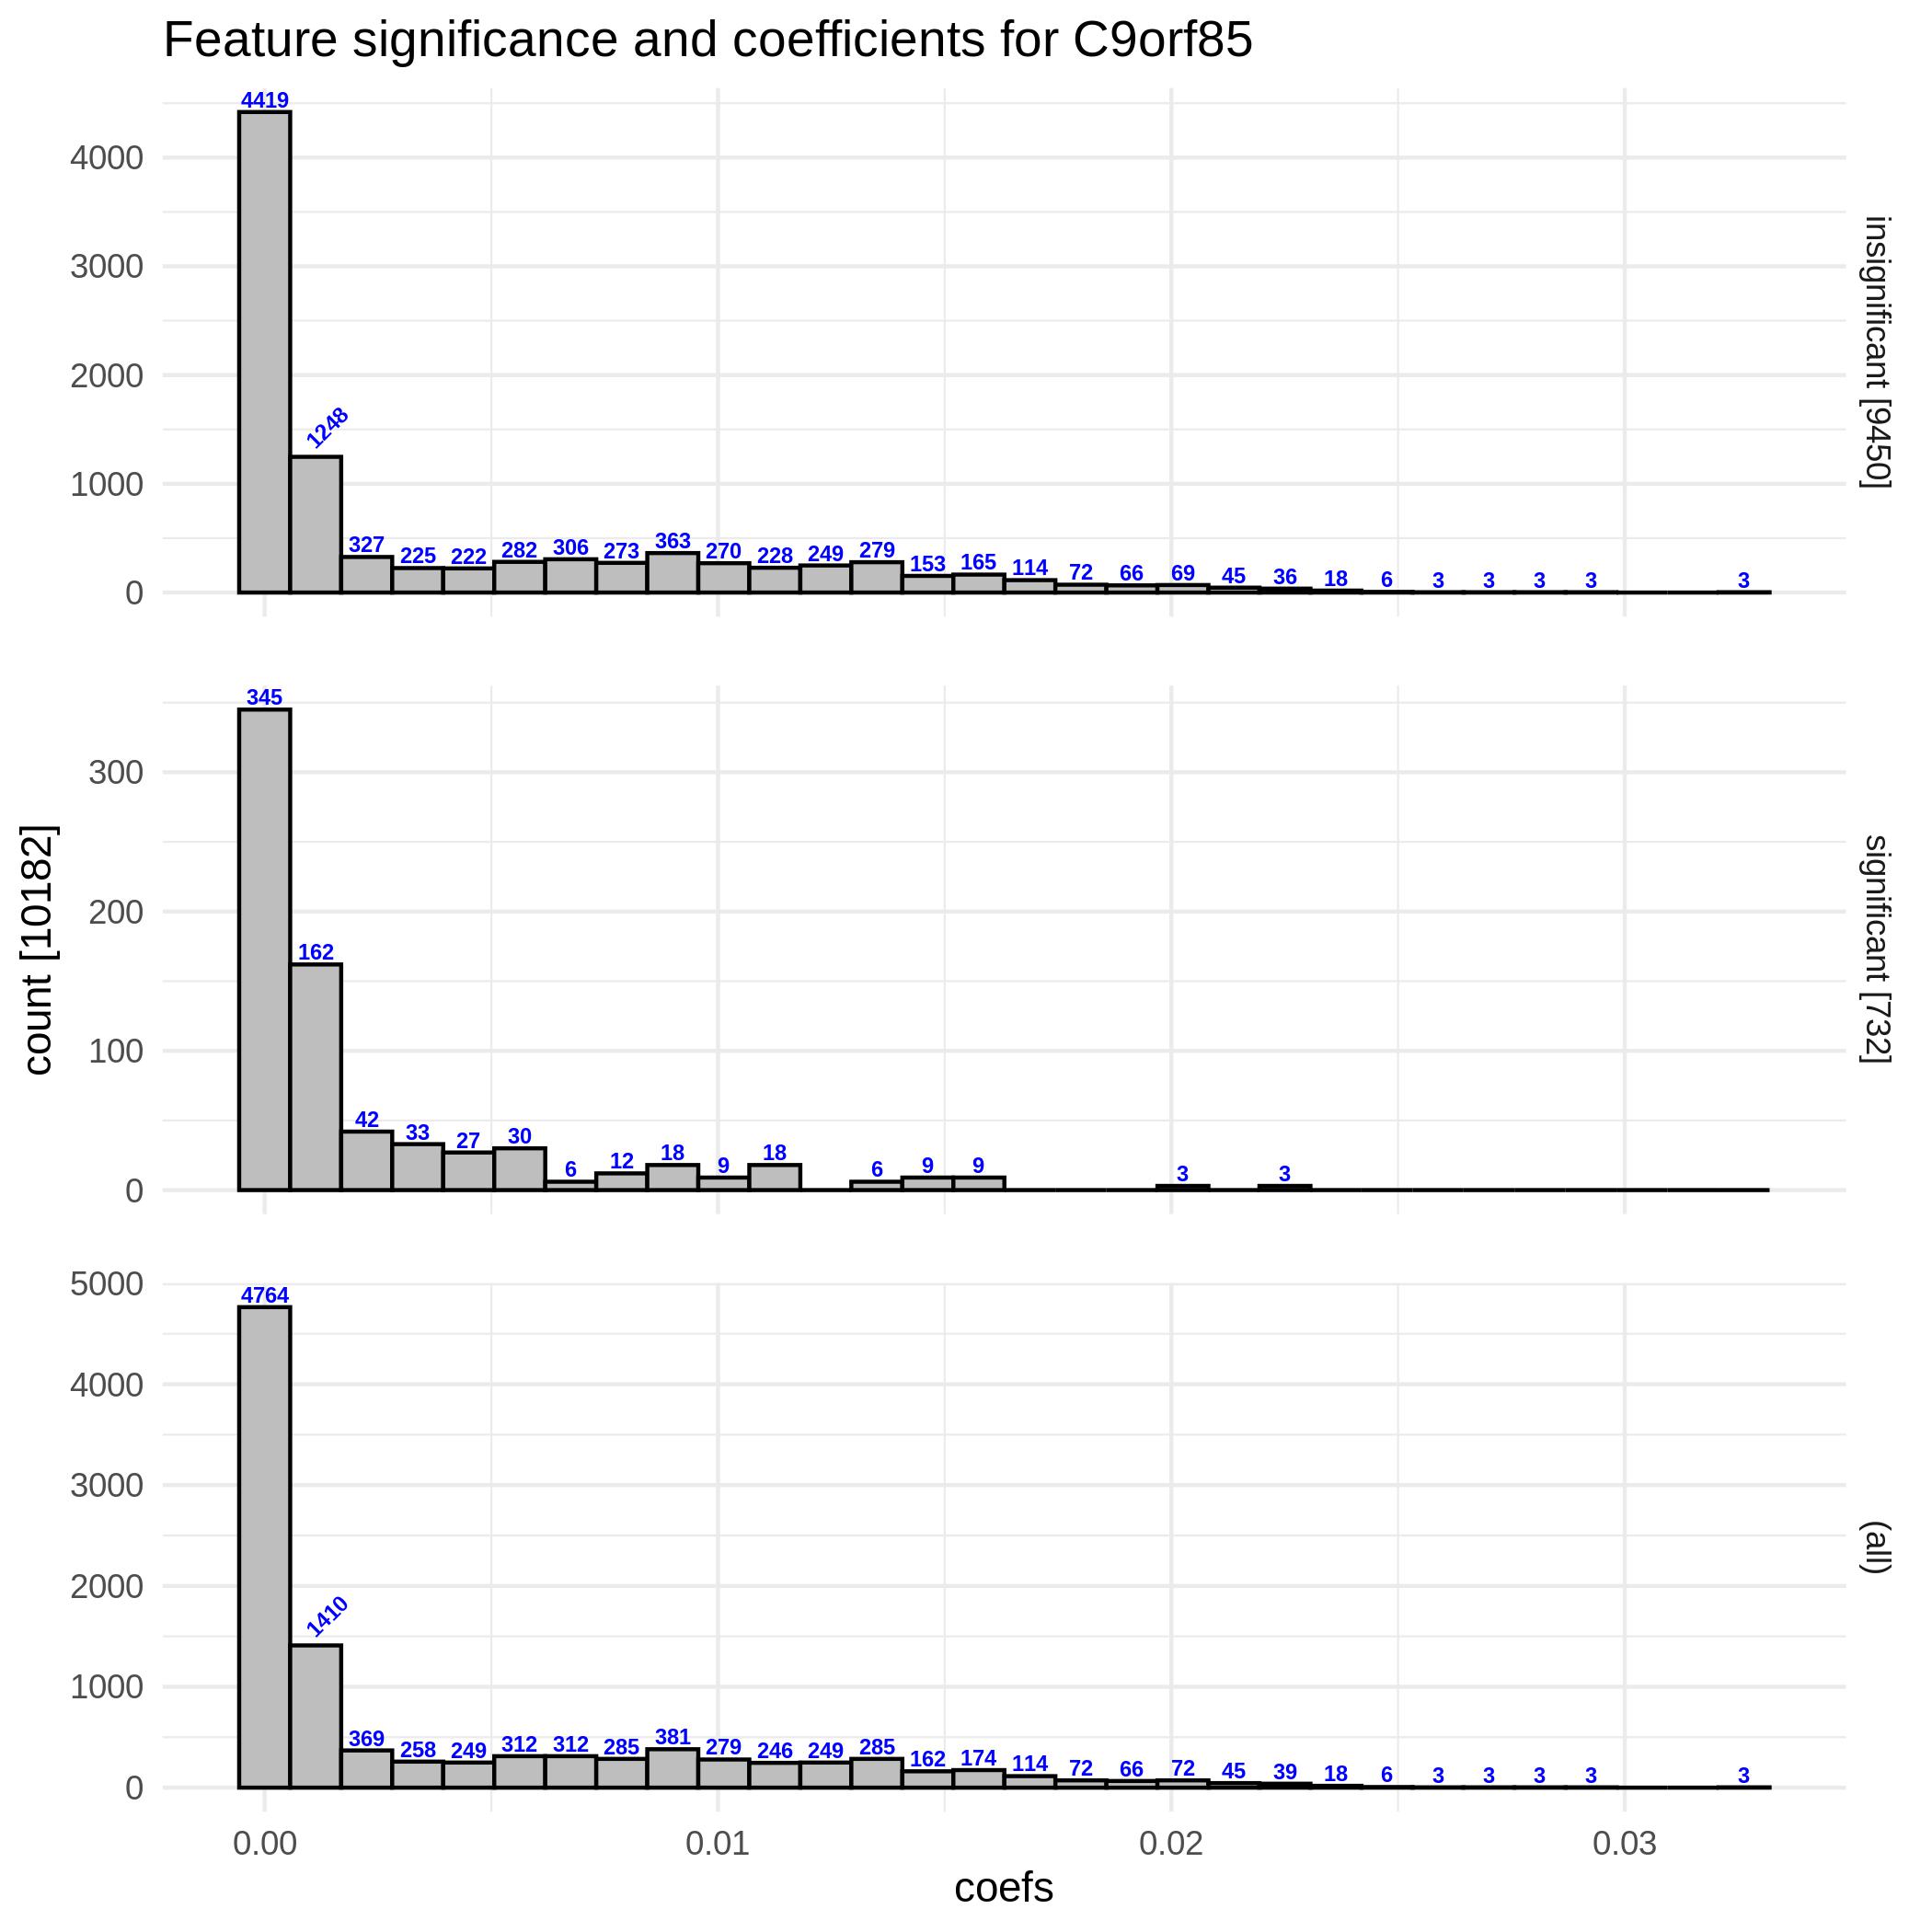 Feature significance and coefficients for C9orf85
4419
4000
3000
2000
1248
1000
327 225 222 282 306 273 363 270 228 249 279 153 165 114 72 66 69 45 36 18 6 3 3 3 3 3
0
insignificant [9450]
345
300
200
162
100
42 33 27 30 6 12 18 9 18 6 9 9 3 3
0
significant [732]
count [10182]
5000
4764
4000
3000
2000
1410
1000
369 258 249 312 312 285 381 279 246 249 285 162 174 114 72 66 72 45 39 18 6 3 3 3 3 3
0
(all)
0.00 0.01 0.02 0.03
coefs